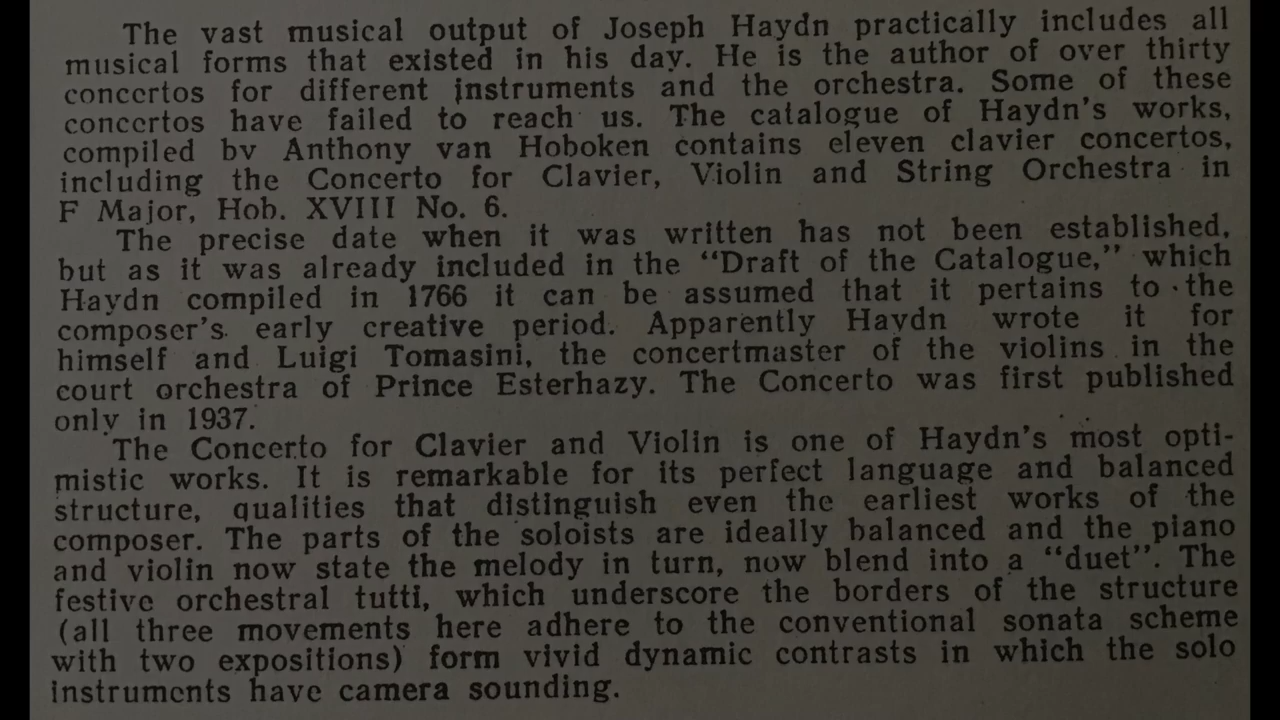 The vast musical output of Joseph Haydn practically includes all
musical forms that existed in his day. He is the author of over thirty
concertos for different instruments and the orchestra. Some of these
concertos have failed to reach us. The catalogue of Haydn's works,
compiled by Anthony van Hoboken contains eleven clavier concertos,
including the Concerto for Clavier, Violin and String Orchestra in
F Major, Hob. XVIII No. 6.
The precise date when it was written has not been established,
but as it was already included in the "Draft of the Catalogue," which
Haydn compiled in 1766 it can be assumed that it pertains to the
composer's early creative period. Apparently Haydn wrote it for
himself and Luigi Tomasini, the concertmaster of the violins in the
court orchestra of Prince Esterhazy. The Concerto was first published
only in 1937.
The Concerto for Clavier and Violin is one of Haydn's most opti-
mistic works. It is remarkable for its perfect language and balanced
structure, qualities that distinguish even the earliest works of the
composer. The parts of the soloists are ideally balanced and the piano
and violin now state the melody in turn, now blend into a "duet". The
festive orchestral tutti, which underscore the borders of the structure
(all three movements here adhere to the conventional sonata scheme
with two expositions) form vivid dynamic contrasts in which the solo
instruments have camera sounding.